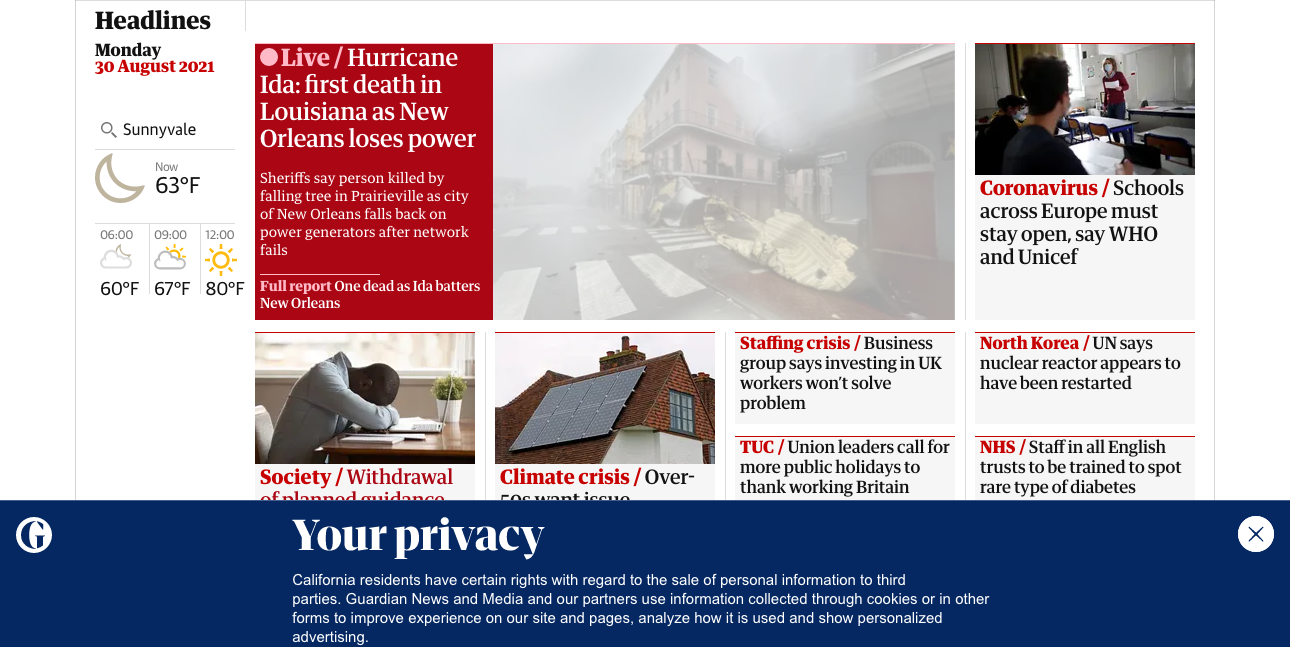 Headlines
Monday
30 August 2021
Sunnyvale
Now
63°F
06:00
09:00
12:00
60°F
67°F
80°F
Live / Hurricane
Ida: first death in
Louisiana as New
Orleans loses power
Sheriffs say person killed by
falling tree in Prairieville as city
of New Orleans falls back on
power generators after network
fails
Full report One dead as Ida batters
New Orleans
Coronavirus / Schools
across Europe must
stay open, say WHO
and Unicef
Society / Withdrawal
of planned guidance
Climate crisis / Over-
50s want issue
Staffing crisis / Business
group says investing in UK
workers won't solve
problem
TUC / Union leaders call for
more public holidays to
thank working Britain
North Korea / UN says
nuclear reactor appears to
have been restarted
NHS / Staff in all English
trusts to be trained to spot
rare type of diabetes
Your privacy
California residents have certain rights with regard to the sale of personal information to third
parties. Guardian News and Media and our partners use information collected through cookies or in other
forms to improve experience on our site and pages, analyze how it is used and show personalized
advertising.